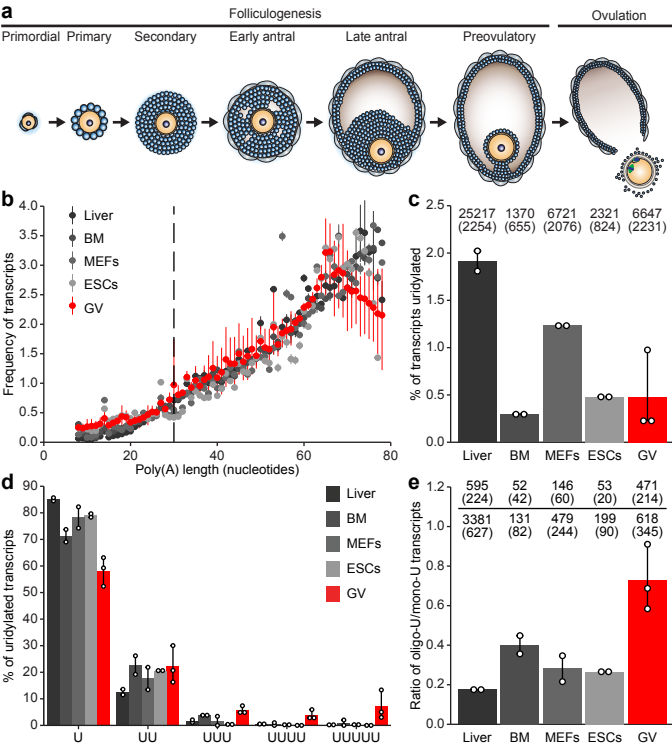 a
Folliculogenesis
Ovulation
Primordial Primary Secondary Early antral Late antral Preovulatory
b
Frequency of transcripts
4.0
3.5
3.0
2.5
2.0
1.5
1.0
0.5
0
Liver
BM
MEFs
ESCs
GV
0 20 40 60 80
Poly(A) length (nucleotides)
c
25217 1370 6721 2321 6647
(2254) (655) (2076) (824) (2231)
% of transcripts uridylated
2.5
2.0
1.5
1.0
0.5
0
Liver BM MEFs ESCs GV
d
% of uridylated transcripts
90
80
70
60
50
40
30
20
10
0
Liver
BM
MEFs
ESCs
GV
U UU UUU UUUU UUUUU
e
595 52 146 53 471
(224) (42) (60) (20) (214)
3381 131 479 199 618
(627) (82) (244) (90) (345)
Ratio of oligo-U/mono-U transcripts
1.2
1.0
0.8
0.6
0.4
0.2
0
Liver BM MEFs ESCs GV